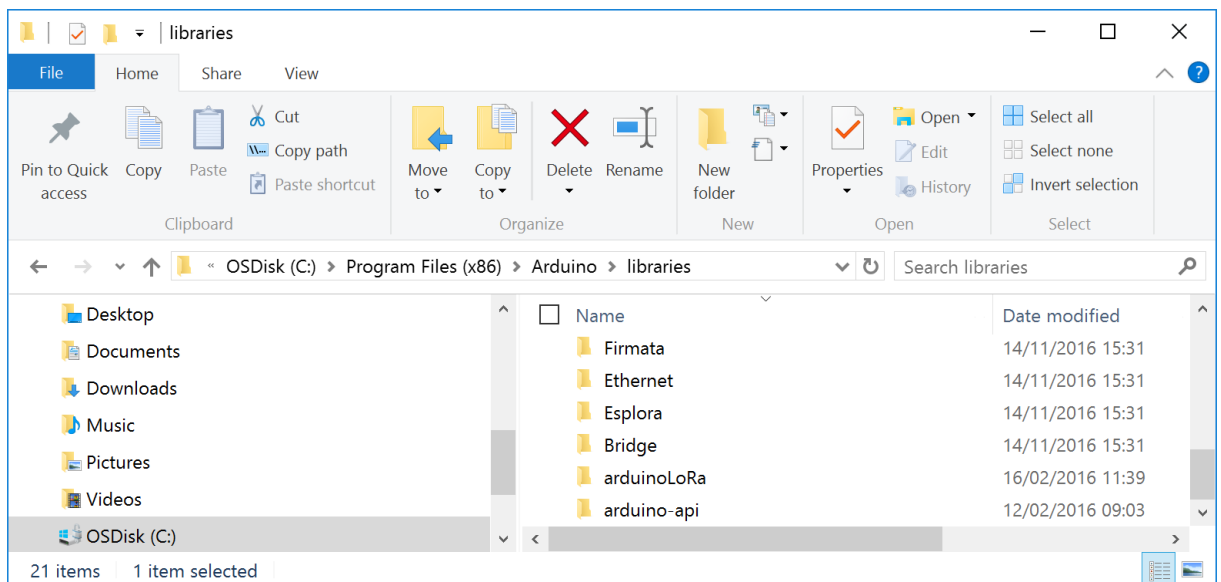 libraries
File Home Share View
Pin to Quick access
Copy
Paste
Cut
Copy path
Paste shortcut
Clipboard
Move to
Copy to
Delete
Rename
Organize
New folder
New
Properties
Open
Edit
History
Open
Select all
Select none
Invert selection
Select
« OSDisk (C:) > Program Files (x86) > Arduino > libraries
Search libraries
Desktop
Documents
Downloads
Music
Pictures
Videos
OSDisk (C:)
Name Date modified
Firmata 14/11/2016 15:31
Ethernet 14/11/2016 15:31
Esplora 14/11/2016 15:31
Bridge 14/11/2016 15:31
arduinoLoRa 16/02/2016 11:39
arduino-api 12/02/2016 09:03
21 items 1 item selected